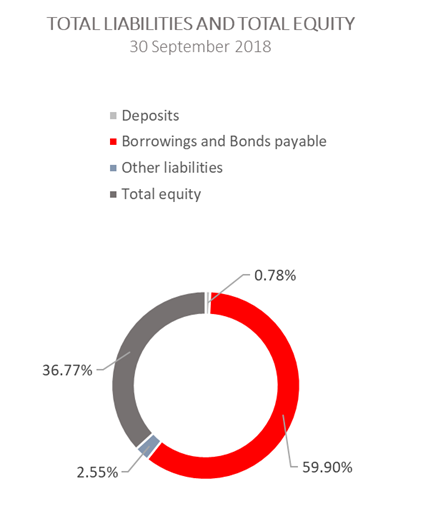 TOTAL LIABILITIES AND TOTAL EQUITY
30 September 2018
Deposits
Borrowings and Bonds payable
Other liabilities
Total equity
0.78%
36.77%
2.55%
59.90%